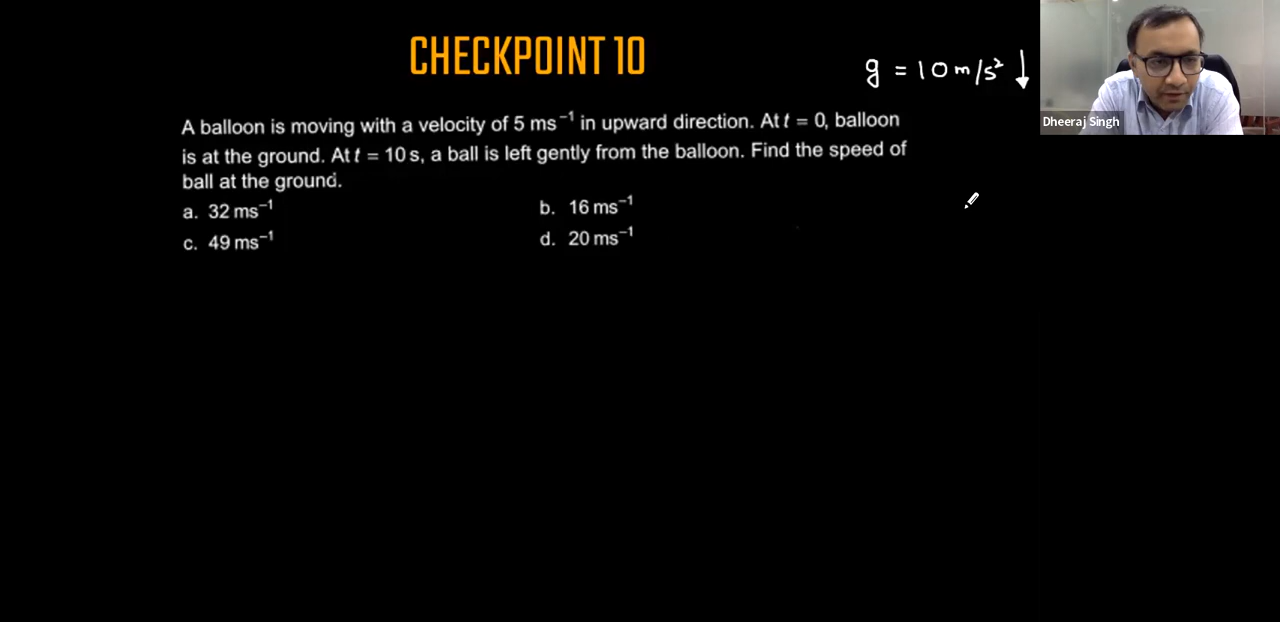 CHECKPOINT 10
g = 10 m/s² ↓
Dheeraj Singh
A balloon is moving with a velocity of 5 ms⁻¹ in upward direction. At t = 0, balloon
is at the ground. At t = 10 s, a ball is left gently from the balloon. Find the speed of
ball at the ground.
a. 32 ms⁻¹ b. 16 ms⁻¹
c. 49 ms⁻¹ d. 20 ms⁻¹